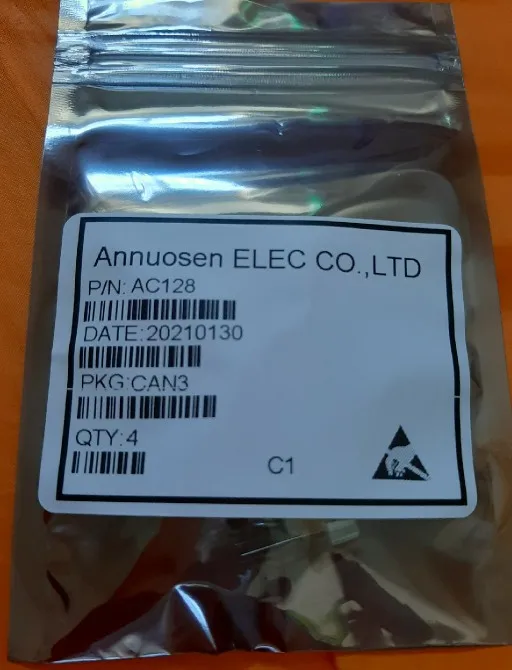 Annuosen ELEC CO.,LTD
P/N: AC128
DATE:20210130
PKG:CAN3
QTY:4
C1